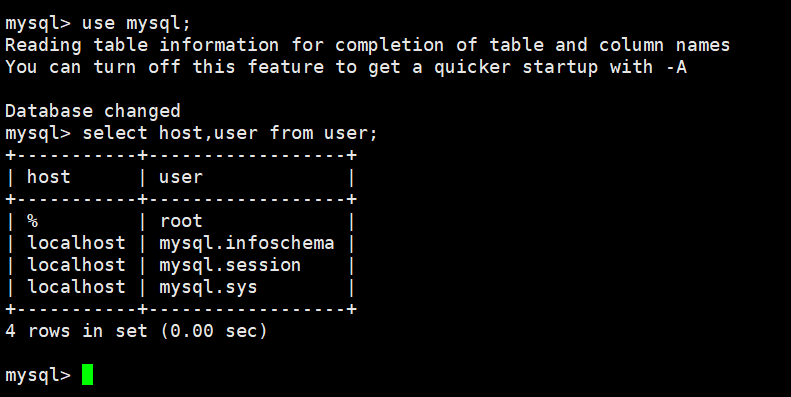 mysql> use mysql;
Reading table information for completion of table and column names
You can turn off this feature to get a quicker startup with -A
Database changed
mysql> select host,user from user;
+-----------+------------------+
| host      | user             |
+-----------+------------------+
| %         | root             |
| localhost | mysql.infoschema |
| localhost | mysql.session    |
| localhost | mysql.sys        |
+-----------+------------------+
4 rows in set (0.00 sec)
mysql>